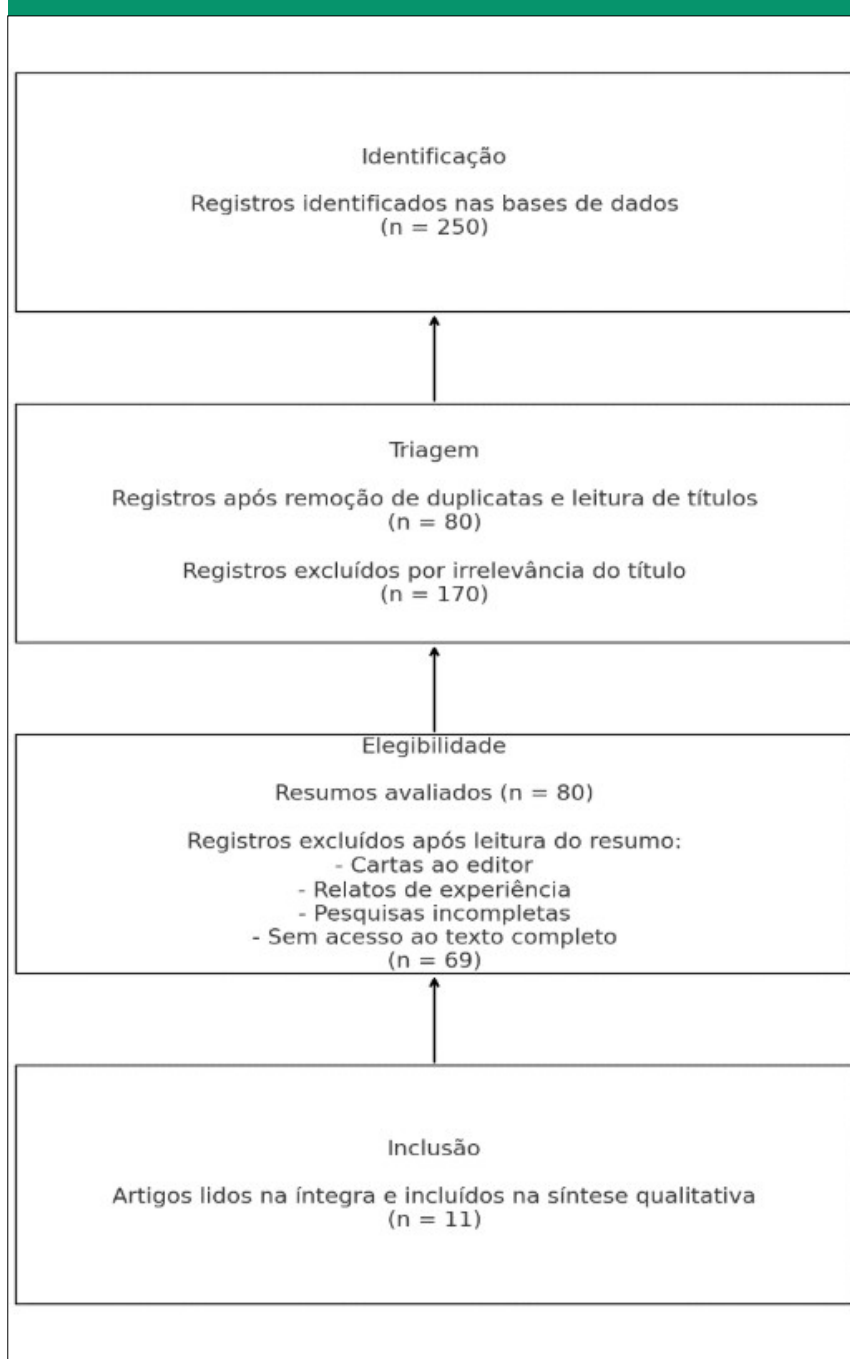 Identificação
Registros identificados nas bases de dados
(n = 250)
Triagem
Registros após remoção de duplicatas e leitura de títulos
(n = 80)
Registros excluídos por irrelevância do título
(n = 170)
Elegibilidade
Resumos avaliados (n = 80)
Registros excluídos após leitura do resumo:
- Cartas ao editor
- Relatos de experiência
- Pesquisas incompletas
- Sem acesso ao texto completo
(n = 69)
Inclusão
Artigos lidos na íntegra e incluídos na síntese qualitativa
(n = 11)